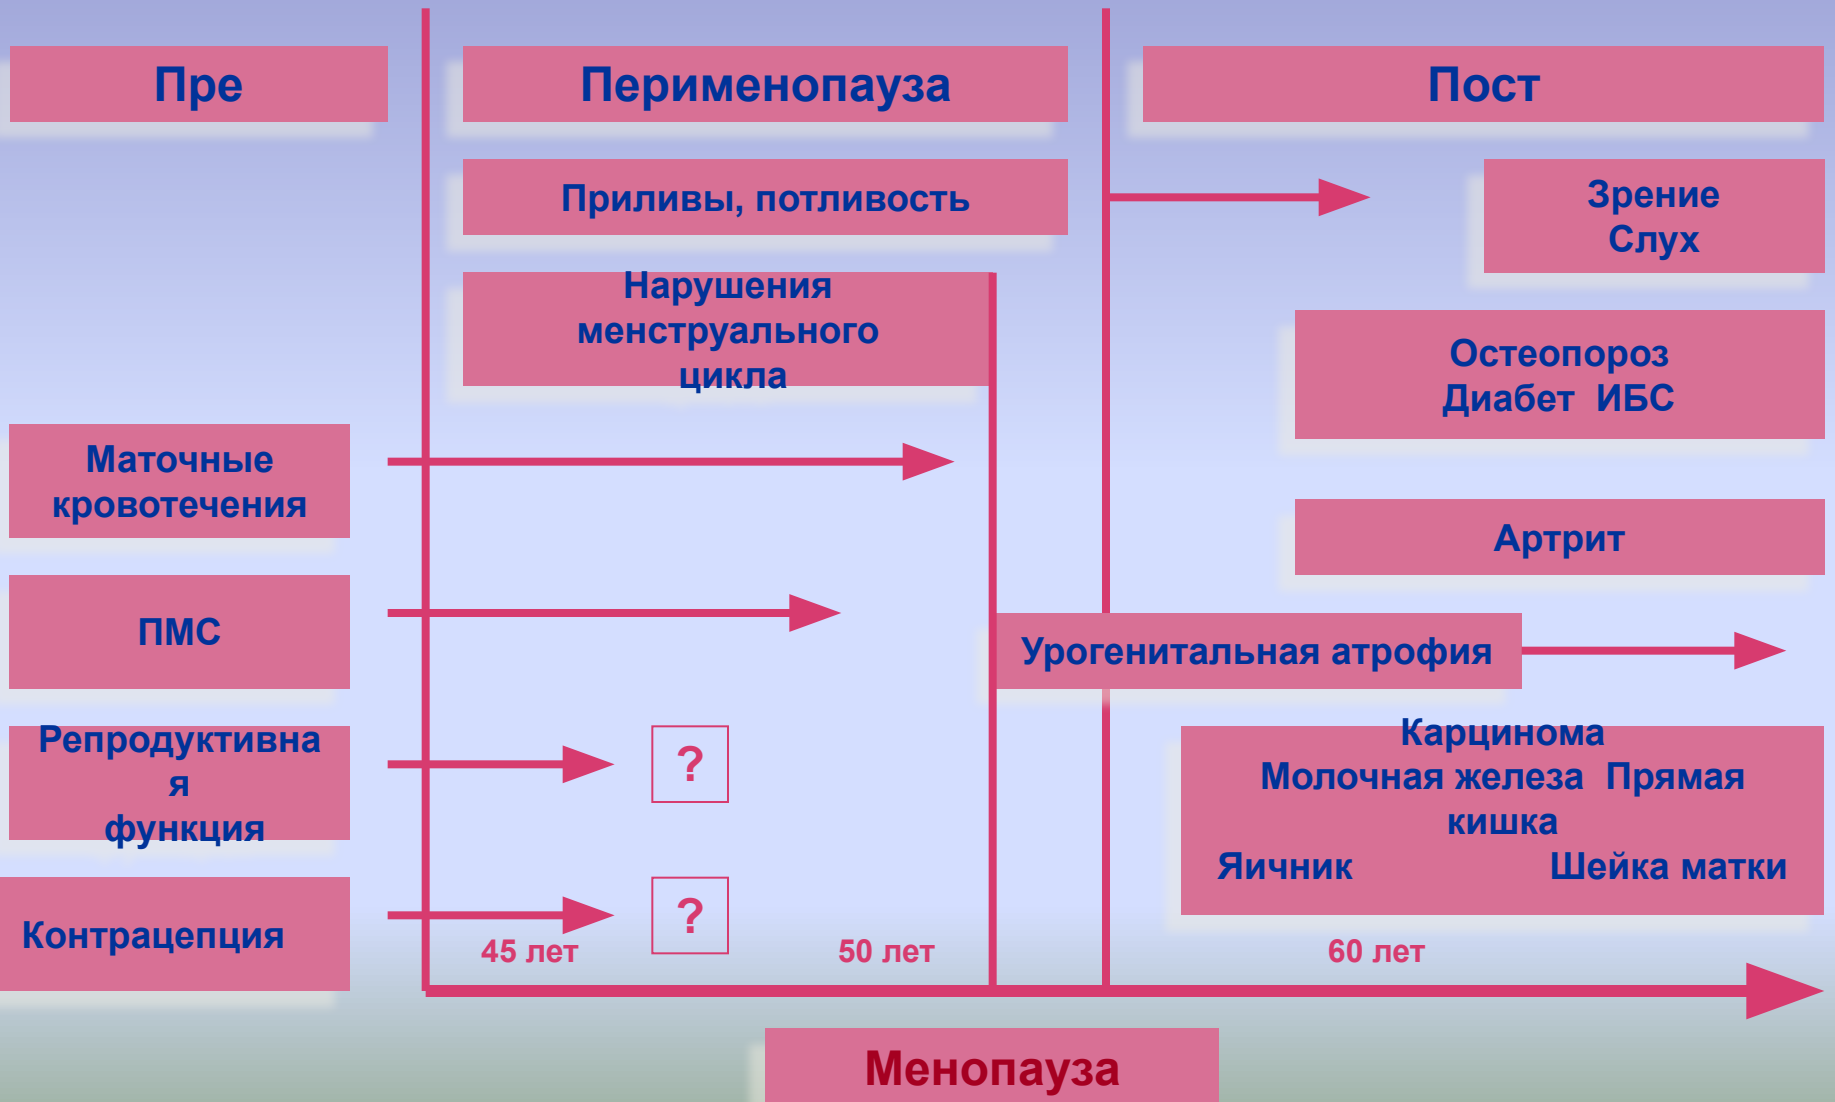 Пре
Перименопауза
Пост
Приливы, потливость
Зрение
Слух
Нарушения
менструального
цикла
Остеопороз
Диабет ИБС
Маточные
кровотечения
Артрит
ПМС
Урогенитальная атрофия
Репродуктивна
я
функция
?
Карцинома
Молочная железа Прямая
кишка
Яичник Шейка матки
Контрацепция
?
45 лет
50 лет
60 лет
Менопауза